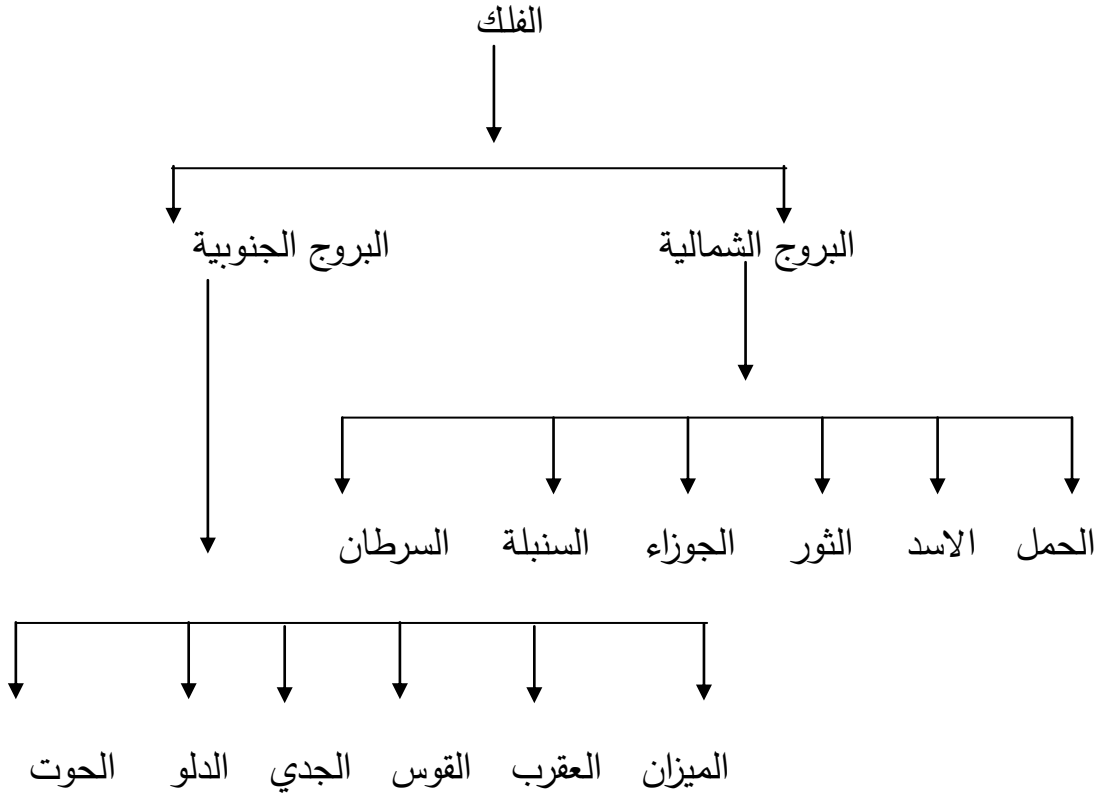 الفلك
البروج الشمالية البروج الجنوبية
الحمل الاسد الثور الجوزاء السنبلة السرطان
الميزان العقرب القوس الجدي الدلو الحوت